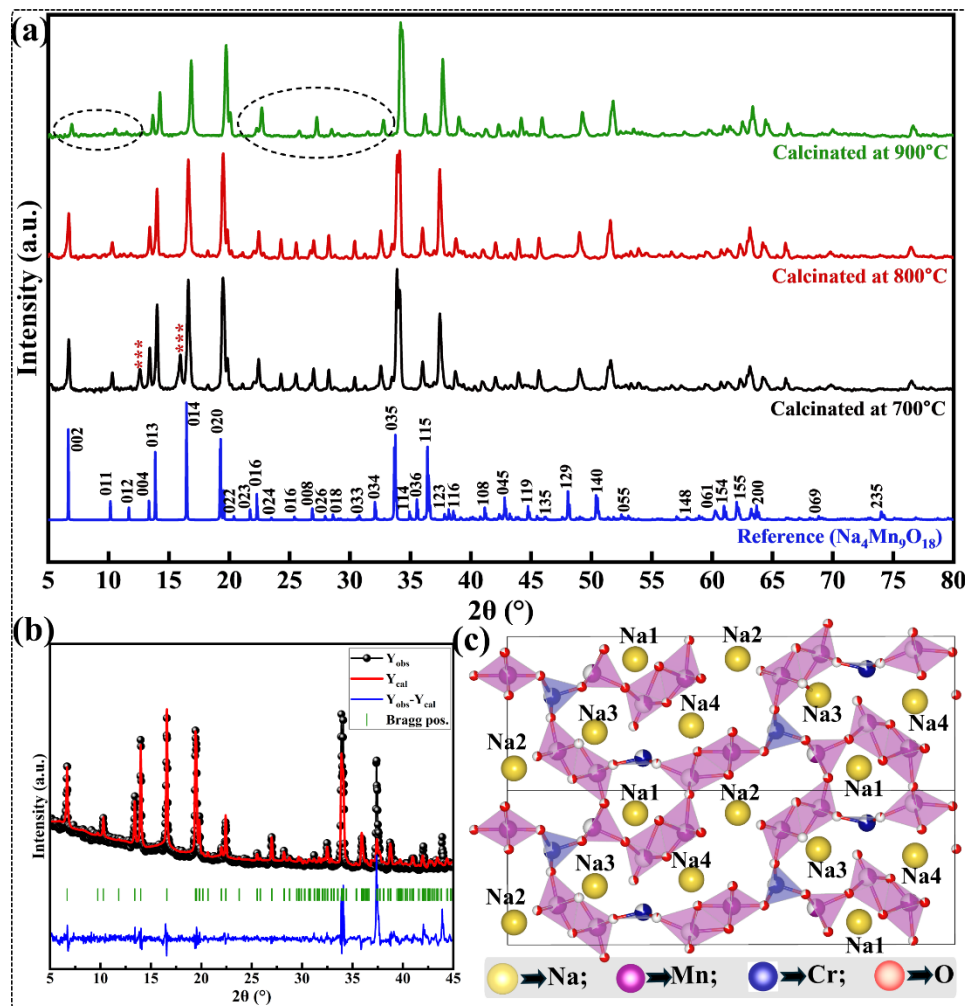 (a)
Intensity (a.u.)
Calcinated at 900°C
Calcinated at 800°C
*** ***
Calcinated at 700°C
002 011 012 004 013 014 020 022 023 016 024 016 008 026 018 033 034 035 114 036 115 123 116 108 045 119 135 129 140 055 148 061 154 155 200 069 235
Reference (Na₄Mn₉O₁₈)
5 10 15 20 25 30 35 40 45 50 55 60 65 70 75 80
2θ (°)
(b)
Y_obs
Y_cal
Y_obs-Y_cal
Bragg pos.
Intensity (a.u.)
5 10 15 20 25 30 35 40 45
2θ (°)
(c)
Na1 Na2
Na3 Na4 Na3 Na4
Na2
Na1 Na2 Na1
Na3 Na4 Na3 Na4
Na2 Na1
Na; Mn; Cr; O